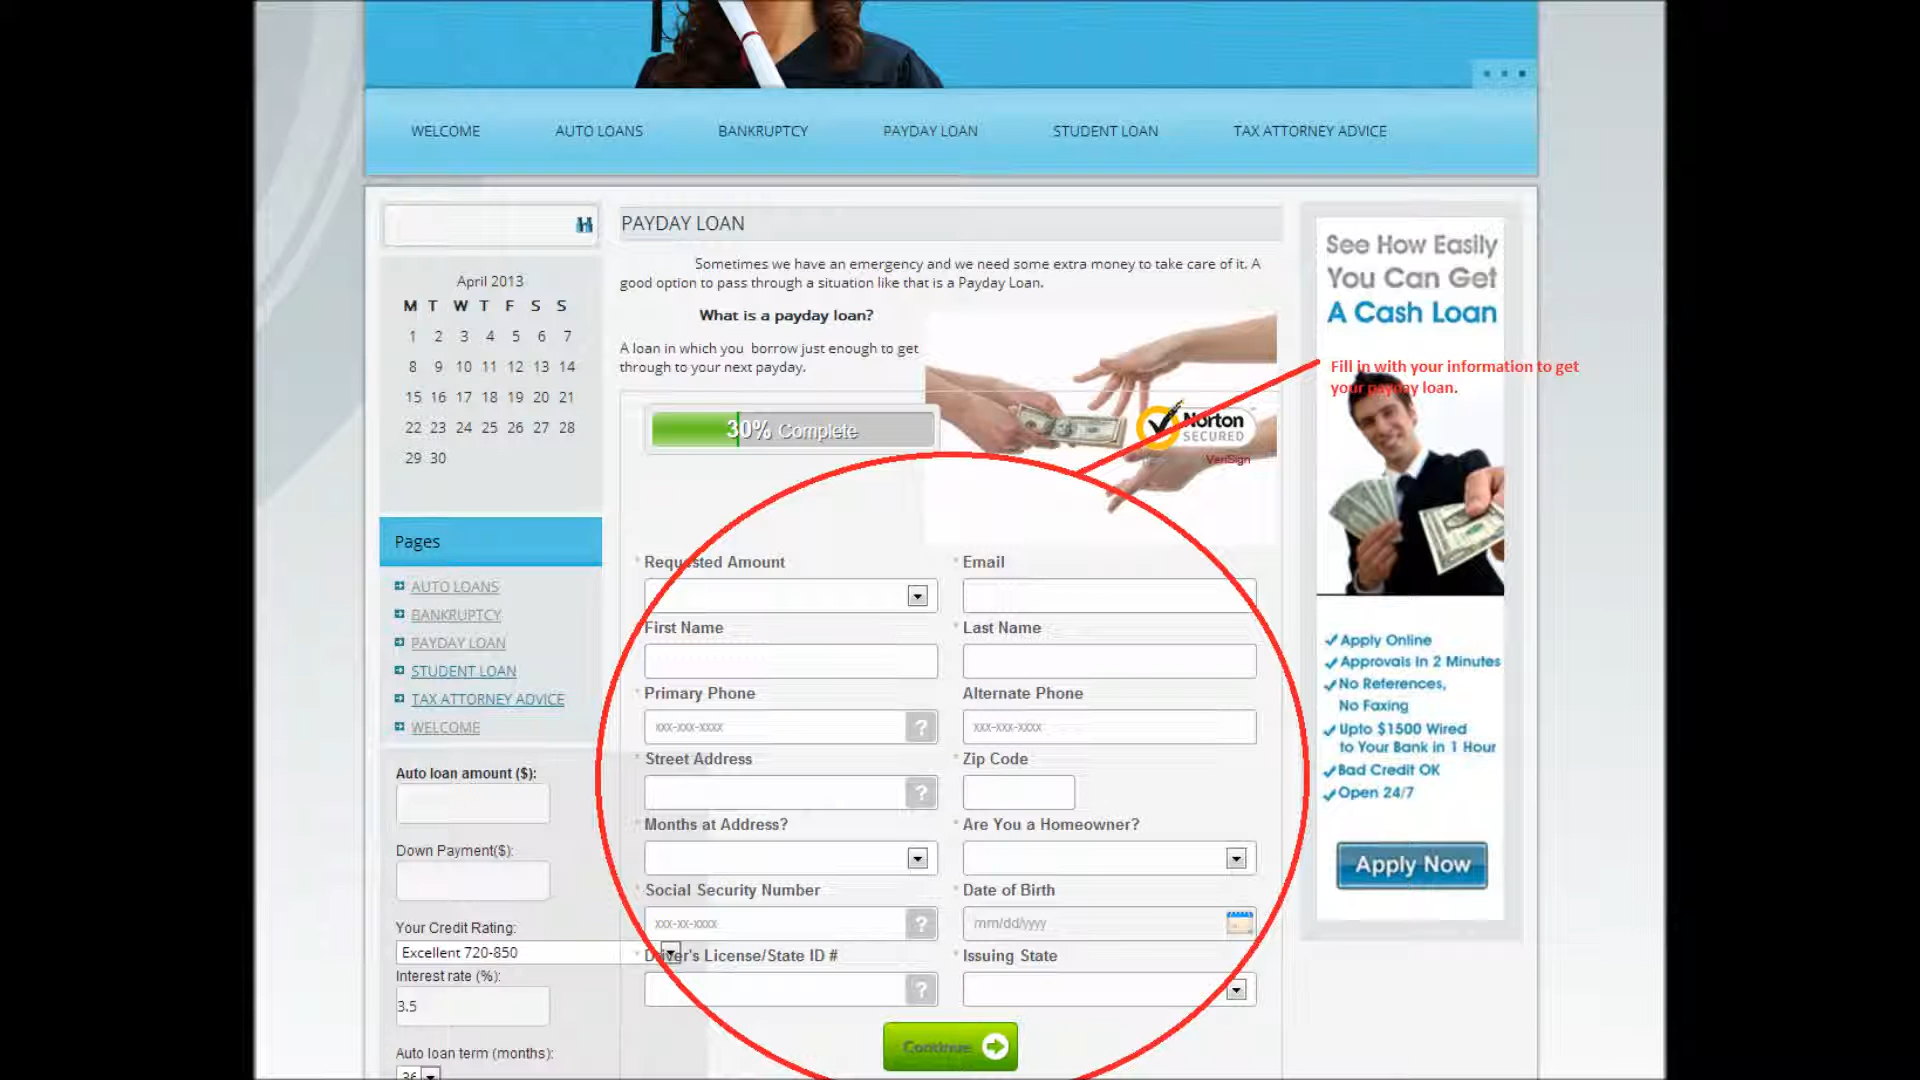 WELCOME AUTO LOANS BANKRUPTCY PAYDAY LOAN STUDENT LOAN TAX ATTORNEY ADVICE
April 2013
M T W T F S S
1 2 3 4 5 6 7
8 9 10 11 12 13 14
15 16 17 18 19 20 21
22 23 24 25 26 27 28
29 30
Pages
AUTO LOANS
BANKRUPTCY
PAYDAY LOAN
STUDENT LOAN
TAX ATTORNEY ADVICE
WELCOME
Auto loan amount ($):
Down Payment($):
Your Credit Rating:
Excellent 720-850
Interest rate (%):
3.5
Auto loan term (months):
36
PAYDAY LOAN
Sometimes we have an emergency and we need some extra money to take care of it. A
good option to pass through a situation like that is a Payday Loan.
What is a payday loan?
A loan in which you borrow just enough to get
through to your next payday.
30% Complete
Norton
SECURED
VeriSign
* Requested Amount * Email
* First Name * Last Name
* Primary Phone Alternate Phone
xxx-xxx-xxxx ? xxx-xxx-xxxx
* Street Address * Zip Code
?
* Months at Address? * Are You a Homeowner?
* Social Security Number * Date of Birth
xxx-xx-xxxx ? mm/dd/yyyy
* Driver's License/State ID # * Issuing State
?
Continue
See How Easily
You Can Get
A Cash Loan
Fill in with your information to get
your payday loan.
Apply Online
Approvals in 2 Minutes
No References,
No Faxing
Upto $1500 Wired
to Your Bank in 1 Hour
Bad Credit OK
Open 24/7
Apply Now